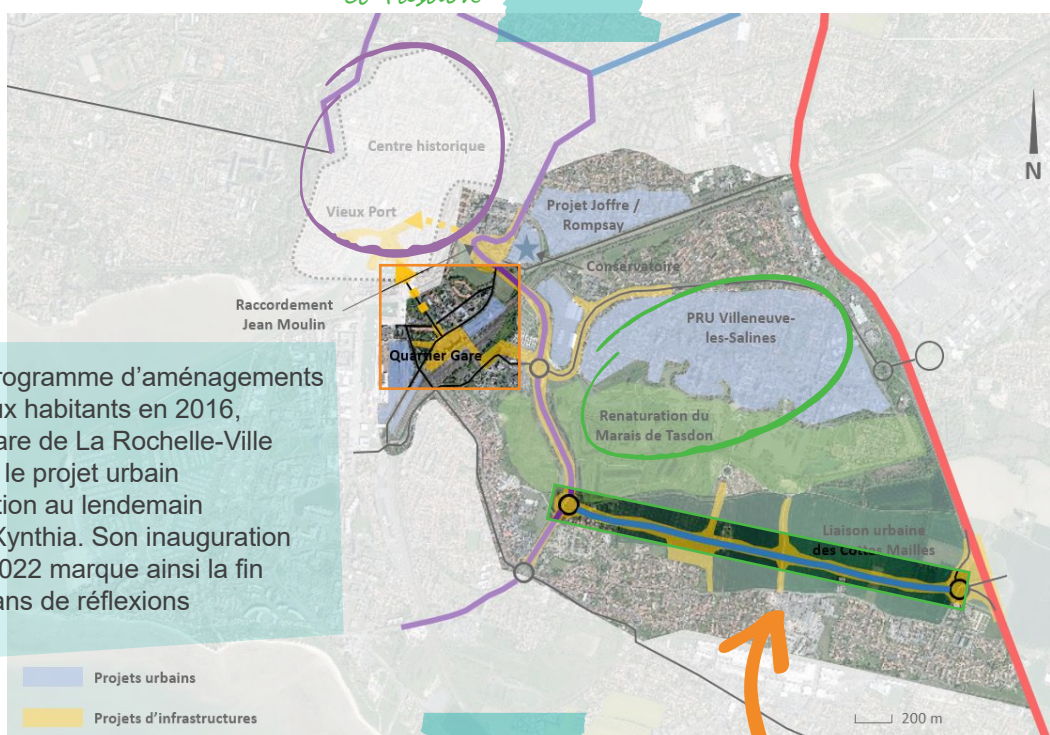 Centre historique
Vieux Port
Projet Joffre /
Rompsay
Conservatoire
N
Raccordement
Jean Moulin
Quartier Gare
PRU Villeneuve-
les-Salines
Renaturation du
Marais de Tasdon
rogramme d’aménagements
ux habitants en 2016,
are de La Rochelle-Ville
le projet urbain
tion au lendemain
Xynthia. Son inauguration
022 marque ainsi la fin
ans de réflexions
Liaison urbaine
des Cottes Mailles
Projets urbains
Projets d’infrastructures
200 m